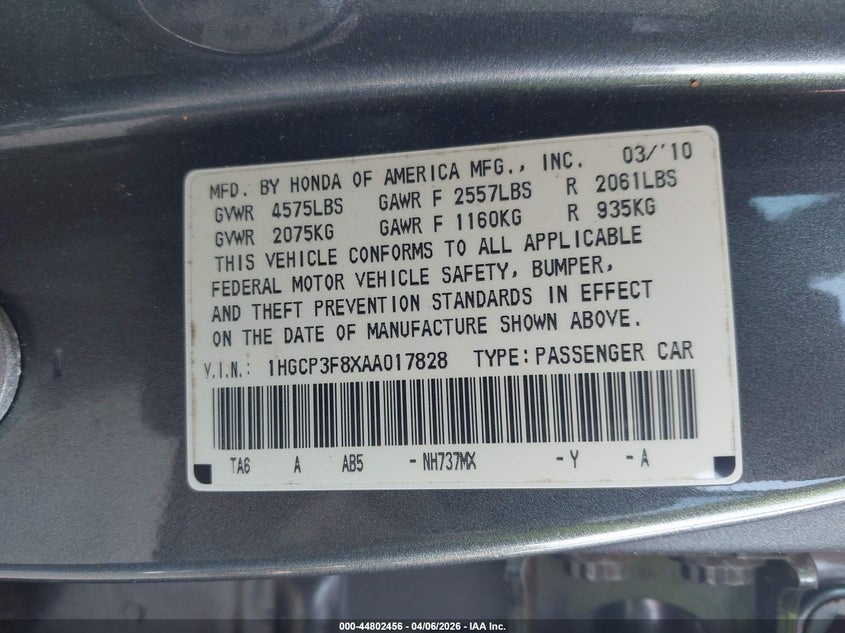 MFD. BY HONDA OF AMERICA MFG., INC. 03/'10
GVWR 4575LBS GAWR F 2557LBS R 2061LBS
GVWR 2075KG GAWR F 1160KG R 935KG
THIS VEHICLE CONFORMS TO ALL APPLICABLE
FEDERAL MOTOR VEHICLE SAFETY, BUMPER,
AND THEFT PREVENTION STANDARDS IN EFFECT
ON THE DATE OF MANUFACTURE SHOWN ABOVE.
V.I.N.: 1HGCP3F8XAA017828 TYPE: PASSENGER CAR
TA6 A AB5 - NH737MX - Y - A
000-44802456 - 04/06/2026 - IAA Inc.